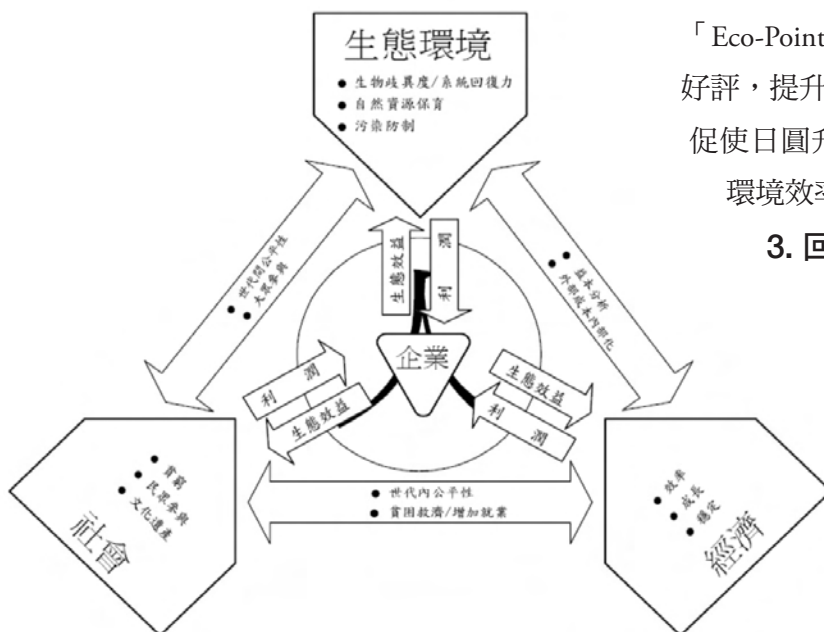 生態環境
● 生物歧異度/系統回復力
● 自然資源保育
● 污染防制
「Eco-Point
好評，提升
促使日圓升
環境效率
3. 回
● 世代間公平性
● 大眾參與
● 益本分析
● 外部成本內部化
生態效益
利 潤
企業
利 潤
生態效益
生態效益
利 潤
● 貧窮
● 民眾參與
● 文化遺產
社會
● 世代內公平性
● 貧困救濟/增加就業
● 效率
● 成長
● 穩定
經濟